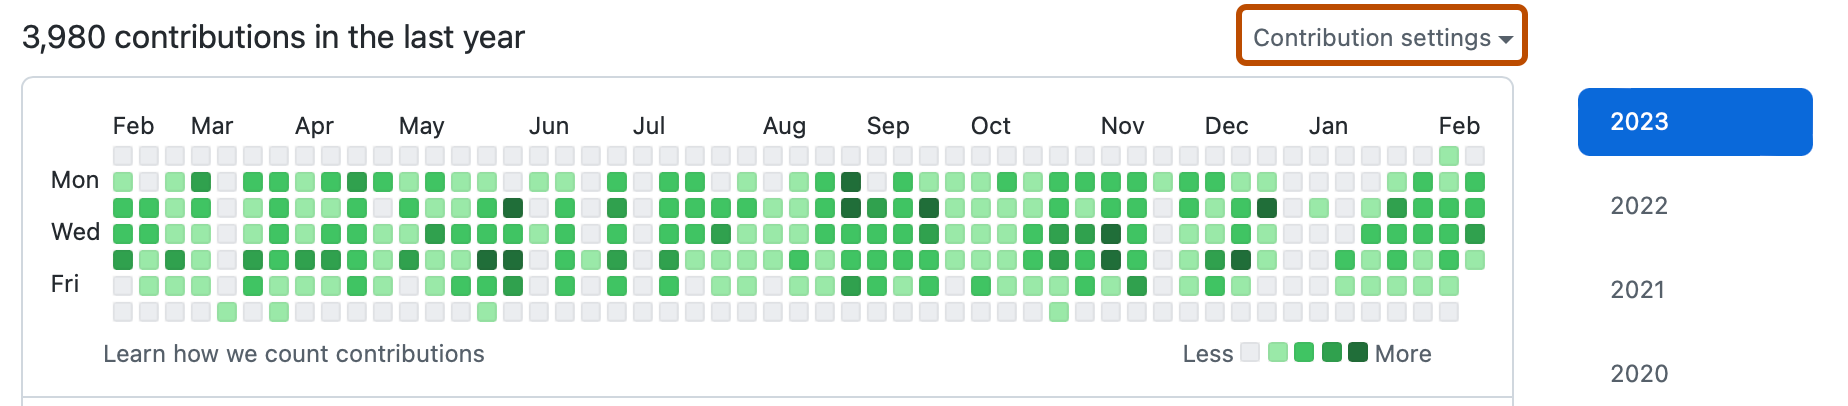 3,980 contributions in the last year
Contribution settings
Feb Mar Apr May Jun Jul Aug Sep Oct Nov Dec Jan Feb
Mon
Wed
Fri
Learn how we count contributions
Less More
2023
2022
2021
2020